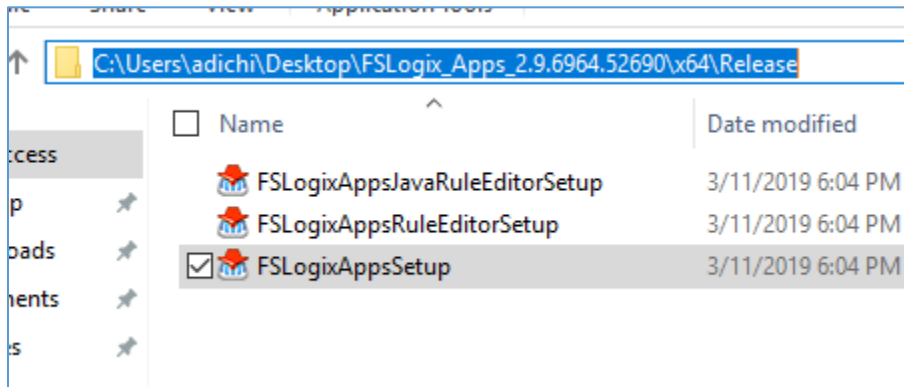 C:\Users\adichi\Desktop\FSLogix_Apps_2.9.6964.52690\x64\Release
Name Date modified
FSLogixAppsJavaRuleEditorSetup 3/11/2019 6:04 PM
FSLogixAppsRuleEditorSetup 3/11/2019 6:04 PM
FSLogixAppsSetup 3/11/2019 6:04 PM